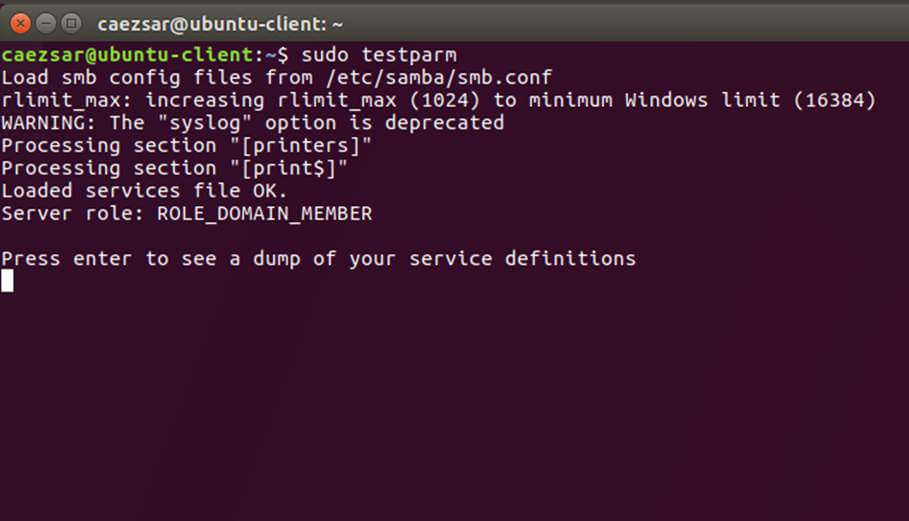 caezsar@ubuntu-client: ~
caezsar@ubuntu-client:~$ sudo testparm
Load smb config files from /etc/samba/smb.conf
rlimit_max: increasing rlimit_max (1024) to minimum Windows limit (16384)
WARNING: The "syslog" option is deprecated
Processing section "[printers]"
Processing section "[print$]"
Loaded services file OK.
Server role: ROLE_DOMAIN_MEMBER
Press enter to see a dump of your service definitions